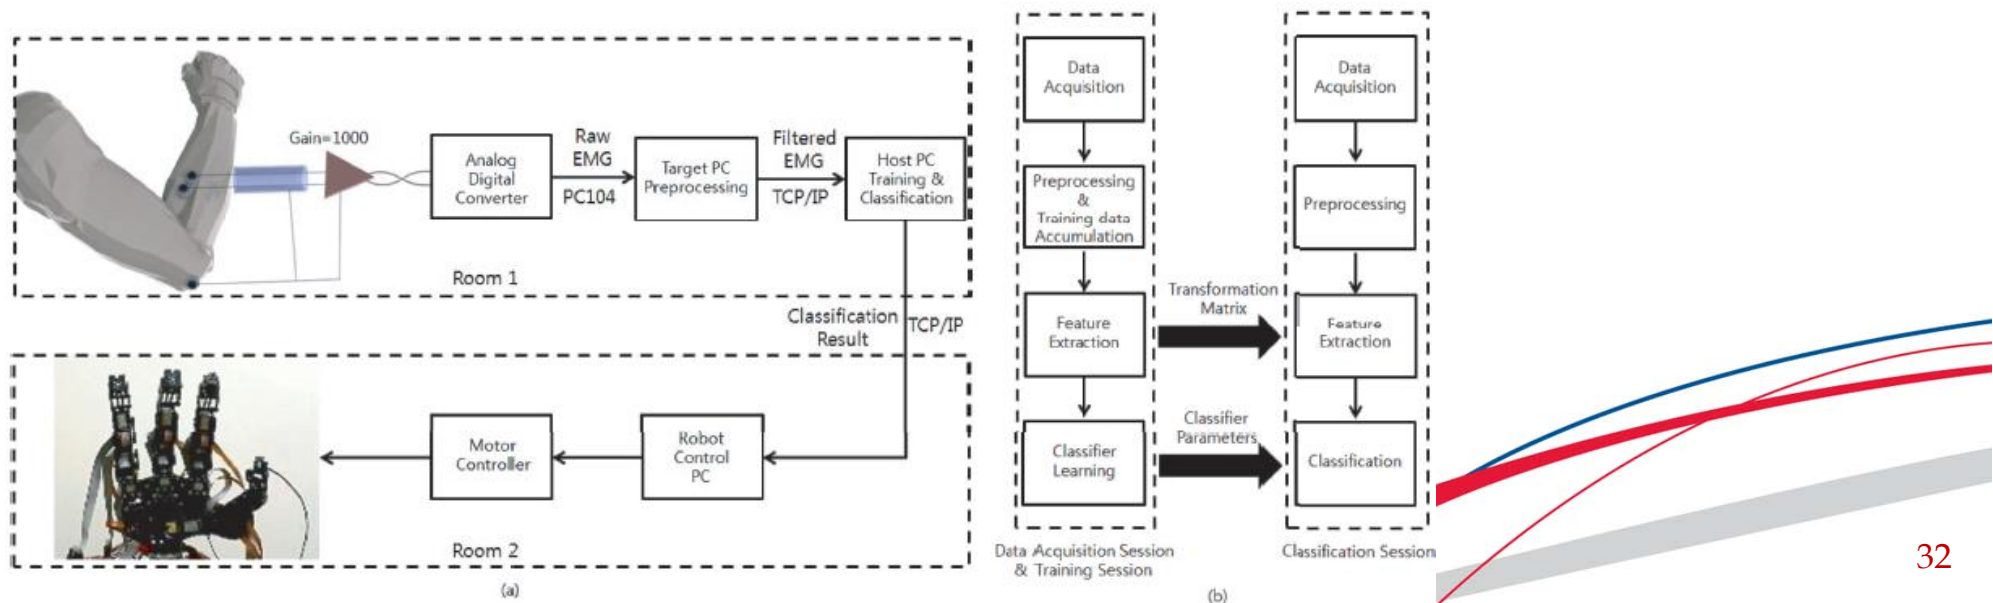 Gain=1000
Analog
Digital
Converter
Raw
EMG
PC104
Target PC
Preprocessing
Filtered
EMG
TCP/IP
Host PC
Training &
Classification
Room 1
Classification
Result
TCP/IP
Motor
Controller
Robot
Control
PC
Room 2
(a)
Data
Acquisition
Preprocessing
&
Training data
Accumulation
Feature
Extraction
Classifier
Learning
Data Acquisition Session
& Training Session
Transformation
Matrix
Classifier
Parameters
Data
Acquisition
Preprocessing
Feature
Extraction
Classification
Classification Session
(b)
32